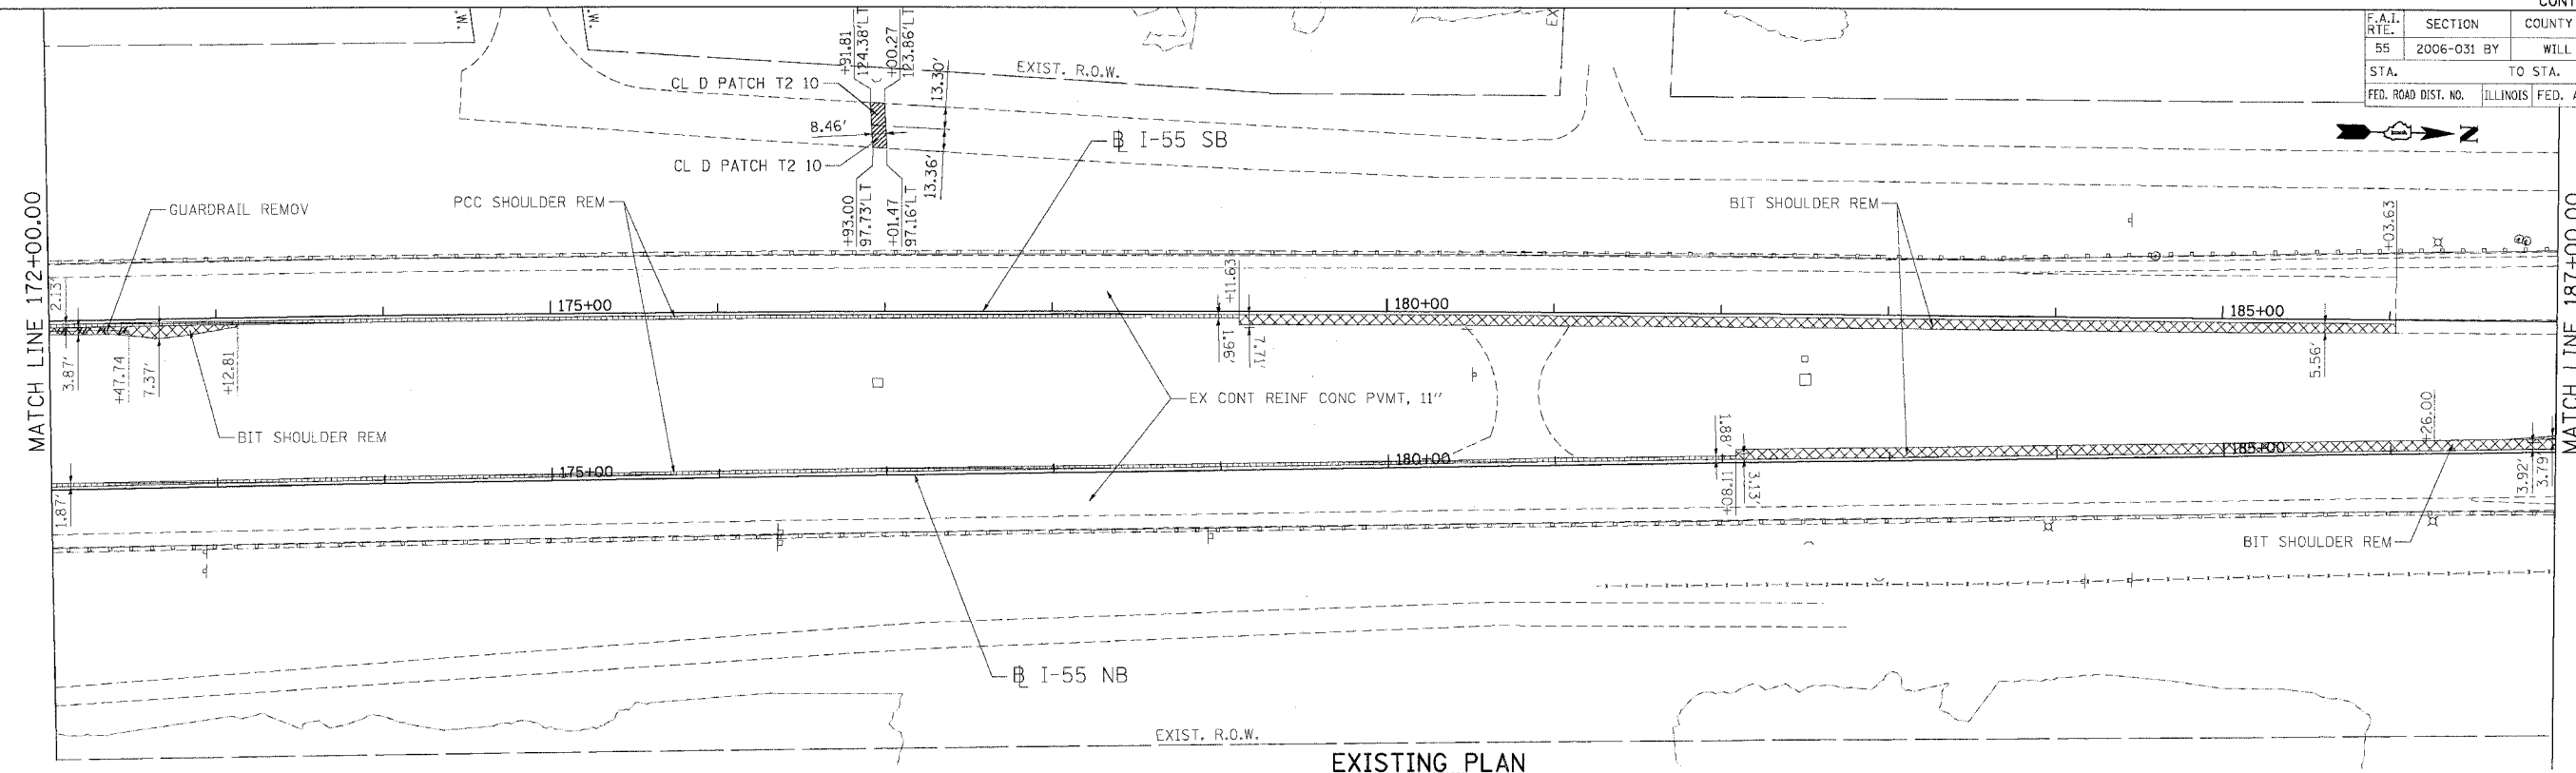 F.A.I. RTE. SECTION COUNTY
55 2006-031 BY WILL
STA. TO STA.
FED. ROAD DIST. NO. ILLINOIS FED.
"W"
"W"
EX
+91.81
124.38'LT
+00.27
123.86'LT
13.30'
EXIST. R.O.W.
CL D PATCH T2 10
8.46'
CL D PATCH T2 10
13.36'
+93.00
97.73'LT
+01.47
97.16'LT
℄ I-55 SB
N
MATCH LINE 172+00.00
GUARDRAIL REMOV
PCC SHOULDER REM
BIT SHOULDER REM
+03.63
MATCH LINE 187+00.00
2.13'
175+00
+11.63
180+00
185+00
3.87'
+47.74
7.37'
+12.81
1.96'
7.71'
5.56'
BIT SHOULDER REM
EX CONT REINF CONC PVMT, 11"
1.88'
+26.00
175+00
180+00
185+00
1.87'
+08.11
3.13'
3.92'
3.79'
BIT SHOULDER REM
℄ I-55 NB
EXIST. R.O.W.
EXISTING PLAN